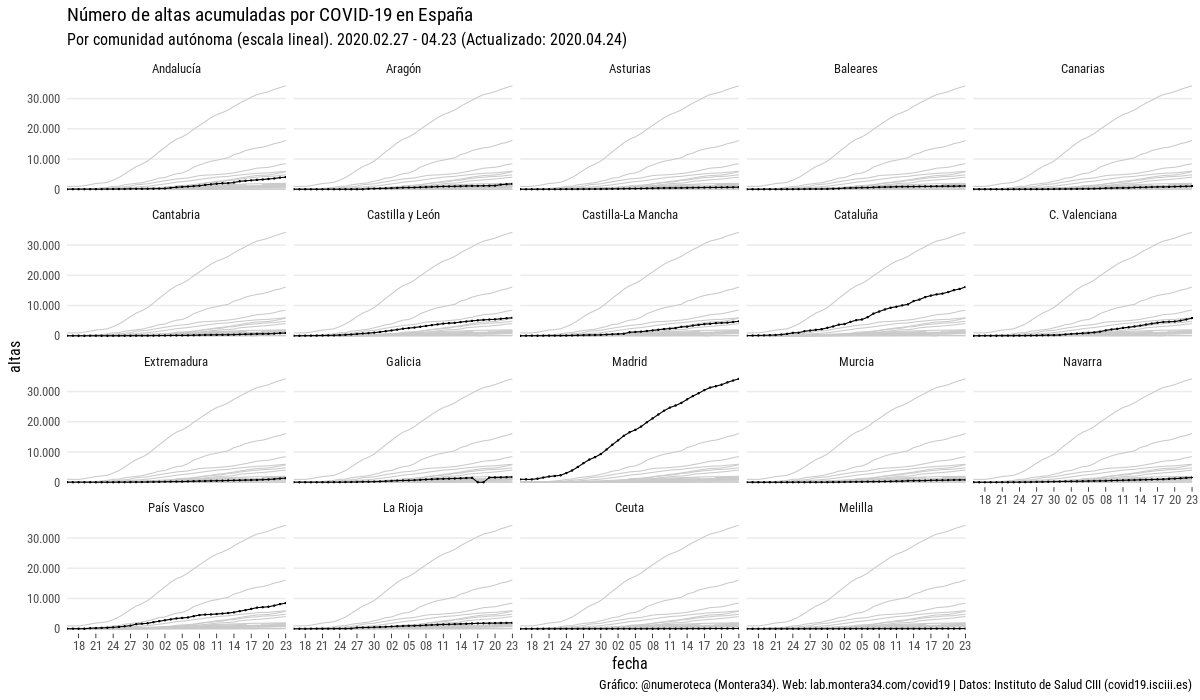 Número de altas acumuladas por COVID-19 en España
Por comunidad autónoma (escala lineal). 2020.02.27 - 04.23 (Actualizado: 2020.04.24)
Andalucía Aragón Asturias Baleares Canarias
30.000
20.000
10.000
0
Cantabria Castilla y León Castilla-La Mancha Cataluña C. Valenciana
30.000
20.000
10.000
0
altas
Extremadura Galicia Madrid Murcia Navarra
30.000
20.000
10.000
0
18 21 24 27 30 02 05 08 11 14 17 20 23
País Vasco La Rioja Ceuta Melilla
30.000
20.000
10.000
0
18 21 24 27 30 02 05 08 11 14 17 20 23 18 21 24 27 30 02 05 08 11 14 17 20 23 18 21 24 27 30 02 05 08 11 14 17 20 23 18 21 24 27 30 02 05 08 11 14 17 20 23
fecha
Gráfico: @numeroteca (Montera34). Web: lab.montera34.com/covid19 | Datos: Instituto de Salud CIII (covid19.isciii.es)